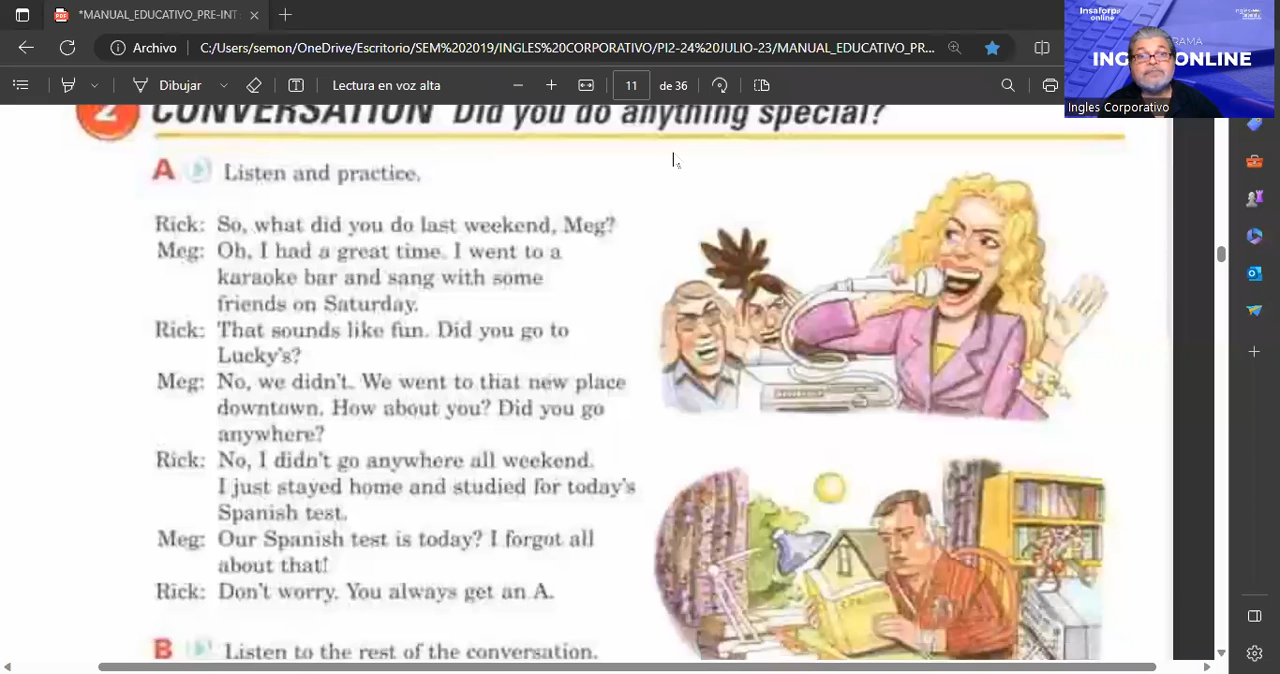 *MANUAL_EDUCATIVO_PRE-INT
Archivo
C:/Users/semon/OneDrive/Escritorio/SEM%202019/INGLES%20CORPORATIVO/PI2-24%20JULIO-23/MANUAL_EDUCATIVO_PR...
Dibujar
Lectura en voz alta
11
de 36
Insaforp
online
ONLINE
Ingles Corporativo
2 CONVERSATION Did you do anything special?
A Listen and practice.
Rick: So, what did you do last weekend, Meg?
Meg: Oh, I had a great time. I went to a
karaoke bar and sang with some
friends on Saturday.
Rick: That sounds like fun. Did you go to
Lucky's?
Meg: No, we didn't. We went to that new place
downtown. How about you? Did you go
anywhere?
Rick: No, I didn't go anywhere all weekend.
I just stayed home and studied for today's
Spanish test.
Meg: Our Spanish test is today? I forgot all
about that!
Rick: Don't worry. You always get an A.
B Listen to the rest of the conversation.